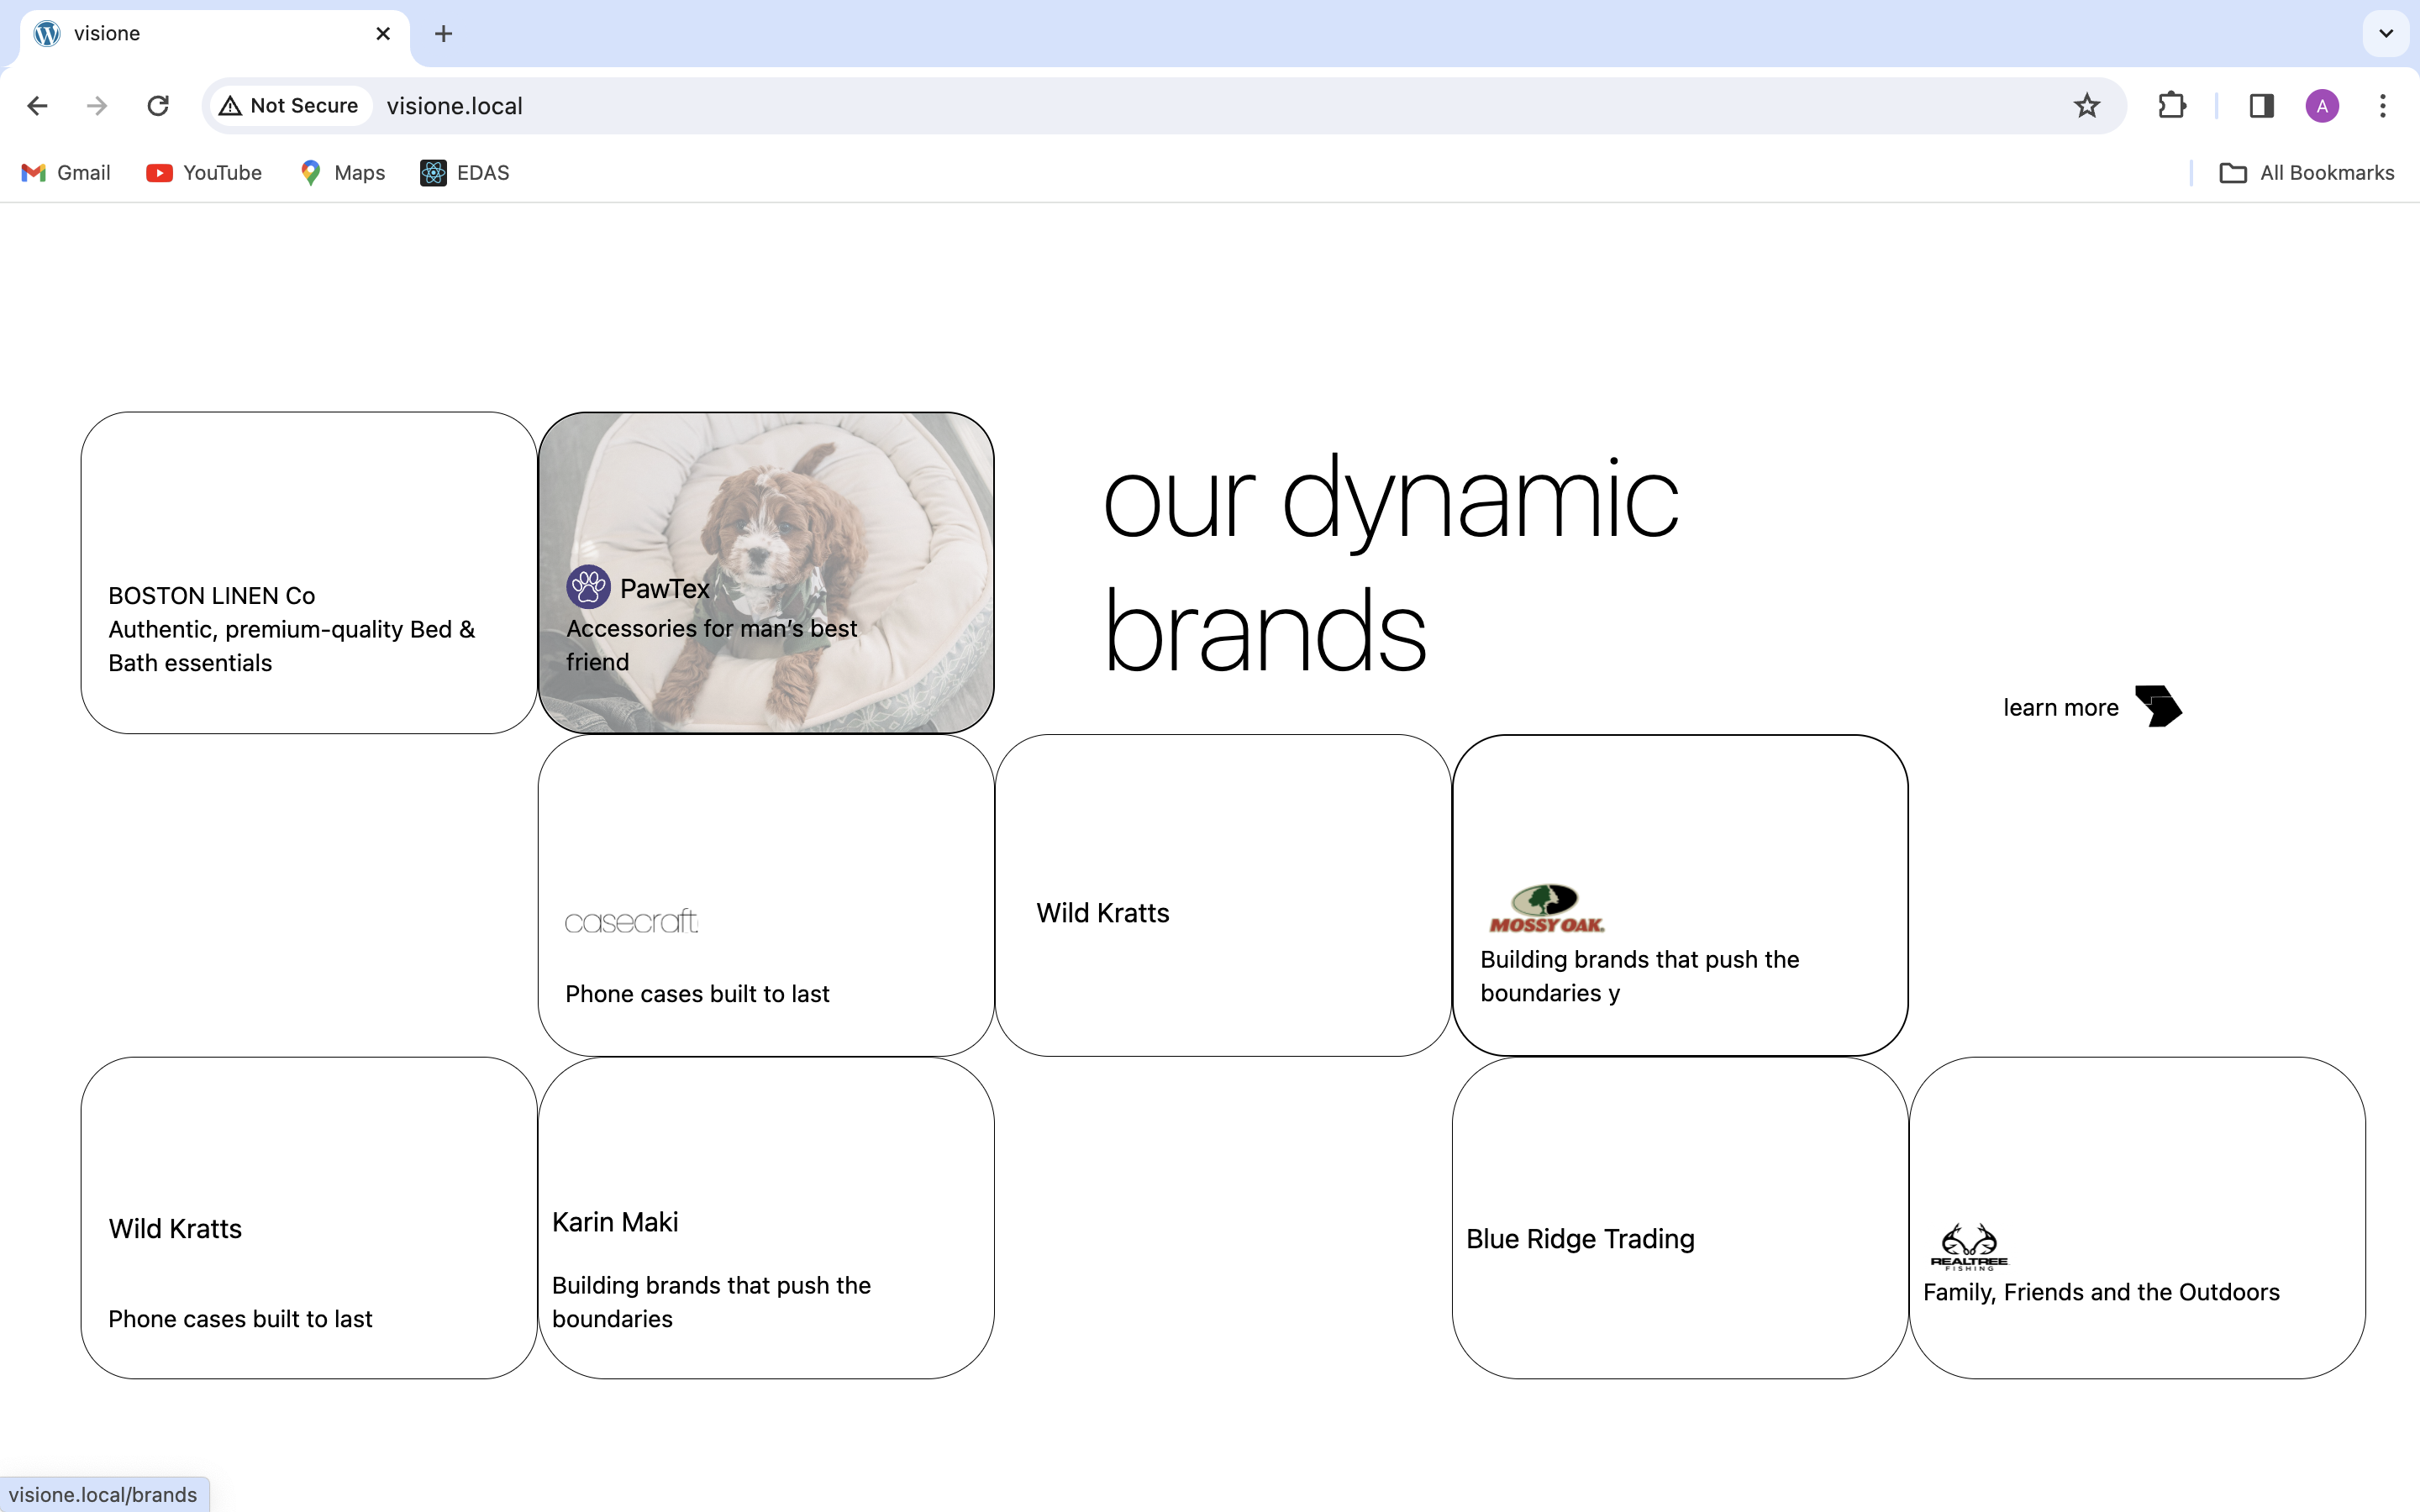 visione
Not Secure visione.local
A
Gmail YouTube Maps EDAS All Bookmarks
our dynamic
brands
learn more
BOSTON LINEN Co
Authentic, premium-quality Bed &
Bath essentials
PawTex
Accessories for man’s best
friend
casecraft.
Phone cases built to last
Wild Kratts
MOSSY OAK.
Building brands that push the
boundaries y
Wild Kratts
Phone cases built to last
Karin Maki
Building brands that push the
boundaries
Blue Ridge Trading
REALTREE
FISHING
Family, Friends and the Outdoors
visione.local/brands